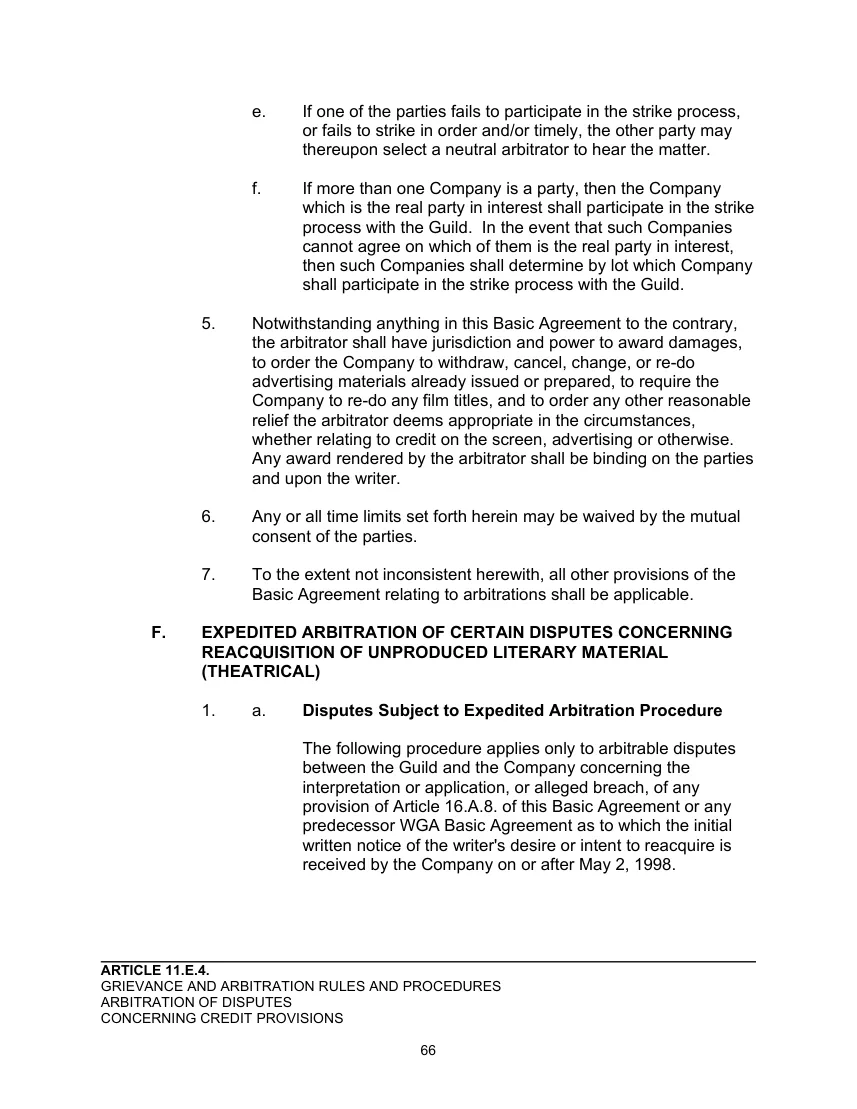 e. If one of the parties fails to participate in the strike process,
or fails to strike in order and/or timely, the other party may
thereupon select a neutral arbitrator to hear the matter.
f. If more than one Company is a party, then the Company
which is the real party in interest shall participate in the strike
process with the Guild.  In the event that such Companies
cannot agree on which of them is the real party in interest,
then such Companies shall determine by lot which Company
shall participate in the strike process with the Guild.
5. Notwithstanding anything in this Basic Agreement to the contrary,
the arbitrator shall have jurisdiction and power to award damages,
to order the Company to withdraw, cancel, change, or re-do
advertising materials already issued or prepared, to require the
Company to re-do any film titles, and to order any other reasonable
relief the arbitrator deems appropriate in the circumstances,
whether relating to credit on the screen, advertising or otherwise.
Any award rendered by the arbitrator shall be binding on the parties
and upon the writer.
6. Any or all time limits set forth herein may be waived by the mutual
consent of the parties.
7. To the extent not inconsistent herewith, all other provisions of the
Basic Agreement relating to arbitrations shall be applicable.
F. EXPEDITED ARBITRATION OF CERTAIN DISPUTES CONCERNING
REACQUISITION OF UNPRODUCED LITERARY MATERIAL
(THEATRICAL)
1. a. Disputes Subject to Expedited Arbitration Procedure
The following procedure applies only to arbitrable disputes
between the Guild and the Company concerning the
interpretation or application, or alleged breach, of any
provision of Article 16.A.8. of this Basic Agreement or any
predecessor WGA Basic Agreement as to which the initial
written notice of the writer's desire or intent to reacquire is
received by the Company on or after May 2, 1998.
ARTICLE 11.E.4.
GRIEVANCE AND ARBITRATION RULES AND PROCEDURES
ARBITRATION OF DISPUTES
CONCERNING CREDIT PROVISIONS
66